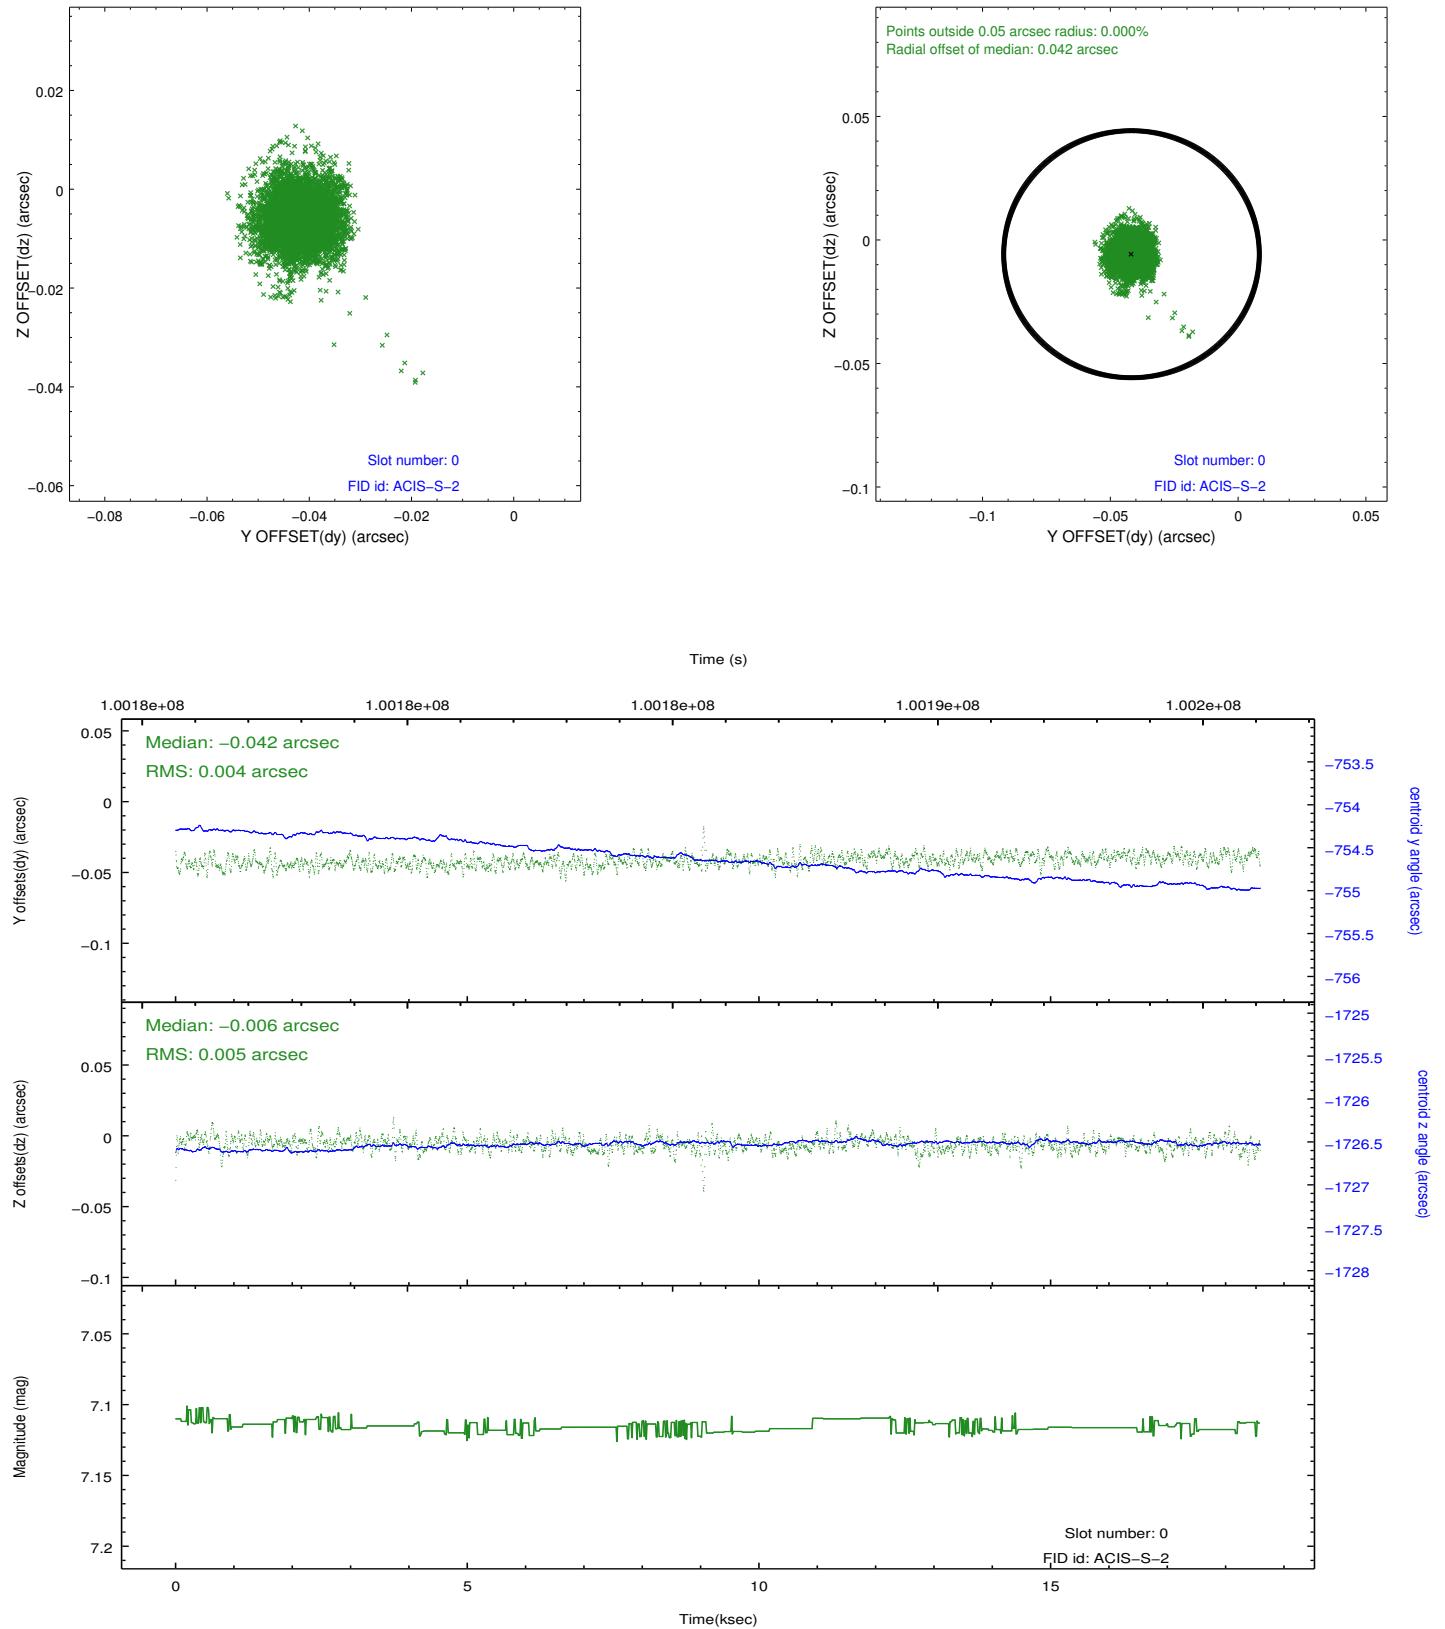 0.02
0
−0.02
−0.04
−0.06
Z OFFSET(dz) (arcsec)
Slot number: 0
FID id: ACIS−S−2
−0.08
−0.06
−0.04
−0.02
0
Y OFFSET(dy) (arcsec)
Points outside 0.05 arcsec radius: 0.000%
Radial offset of median: 0.042 arcsec
0.05
0
−0.05
−0.1
Z OFFSET(dz) (arcsec)
Slot number: 0
FID id: ACIS−S−2
−0.1
−0.05
0
0.05
Y OFFSET(dy) (arcsec)
Time (s)
1.0018e+08
1.0018e+08
1.0018e+08
1.0019e+08
1.002e+08
Median: −0.042 arcsec
RMS: 0.004 arcsec
0.05
0
−0.05
−0.1
Y offsets(dy) (arcsec)
−753.5
−754
−754.5
−755
−755.5
−756
centroid y angle (arcsec)
Median: −0.006 arcsec
RMS: 0.005 arcsec
0.05
0
−0.05
−0.1
Z offsets(dz) (arcsec)
−1725
−1725.5
−1726
−1726.5
−1727
−1727.5
−1728
centroid z angle (arcsec)
7.05
7.1
7.15
7.2
Magnitude (mag)
Slot number: 0
FID id: ACIS−S−2
0
5
10
15
Time(ksec)